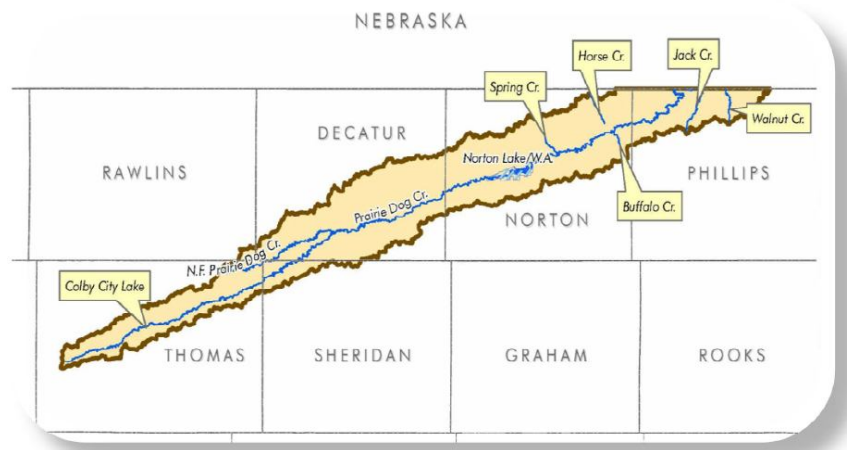 NEBRASKA
Horse Cr.
Jack Cr.
Spring Cr.
Walnut Cr.
DECATUR
Norton Lake/W.A.
RAWLINS
PHILLIPS
Prairie Dog Cr.
Buffalo Cr.
NORTON
N.F. Prairie Dog Cr.
Colby City Lake
THOMAS
SHERIDAN
GRAHAM
ROOKS